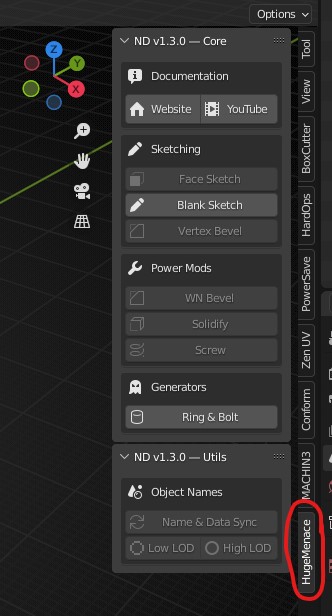 Options
ND v1.3.0 — Core
Documentation
Website
YouTube
Sketching
Face Sketch
Blank Sketch
Vertex Bevel
Power Mods
WN Bevel
Solidify
Screw
Generators
Ring & Bolt
ND v1.3.0 — Utils
Object Names
Name & Data Sync
Low LOD
High LOD
Tool
View
BoxCutter
HardOps
PowerSave
Zen UV
Conform
MACHIN3
HugeMenace
Z
Y
X